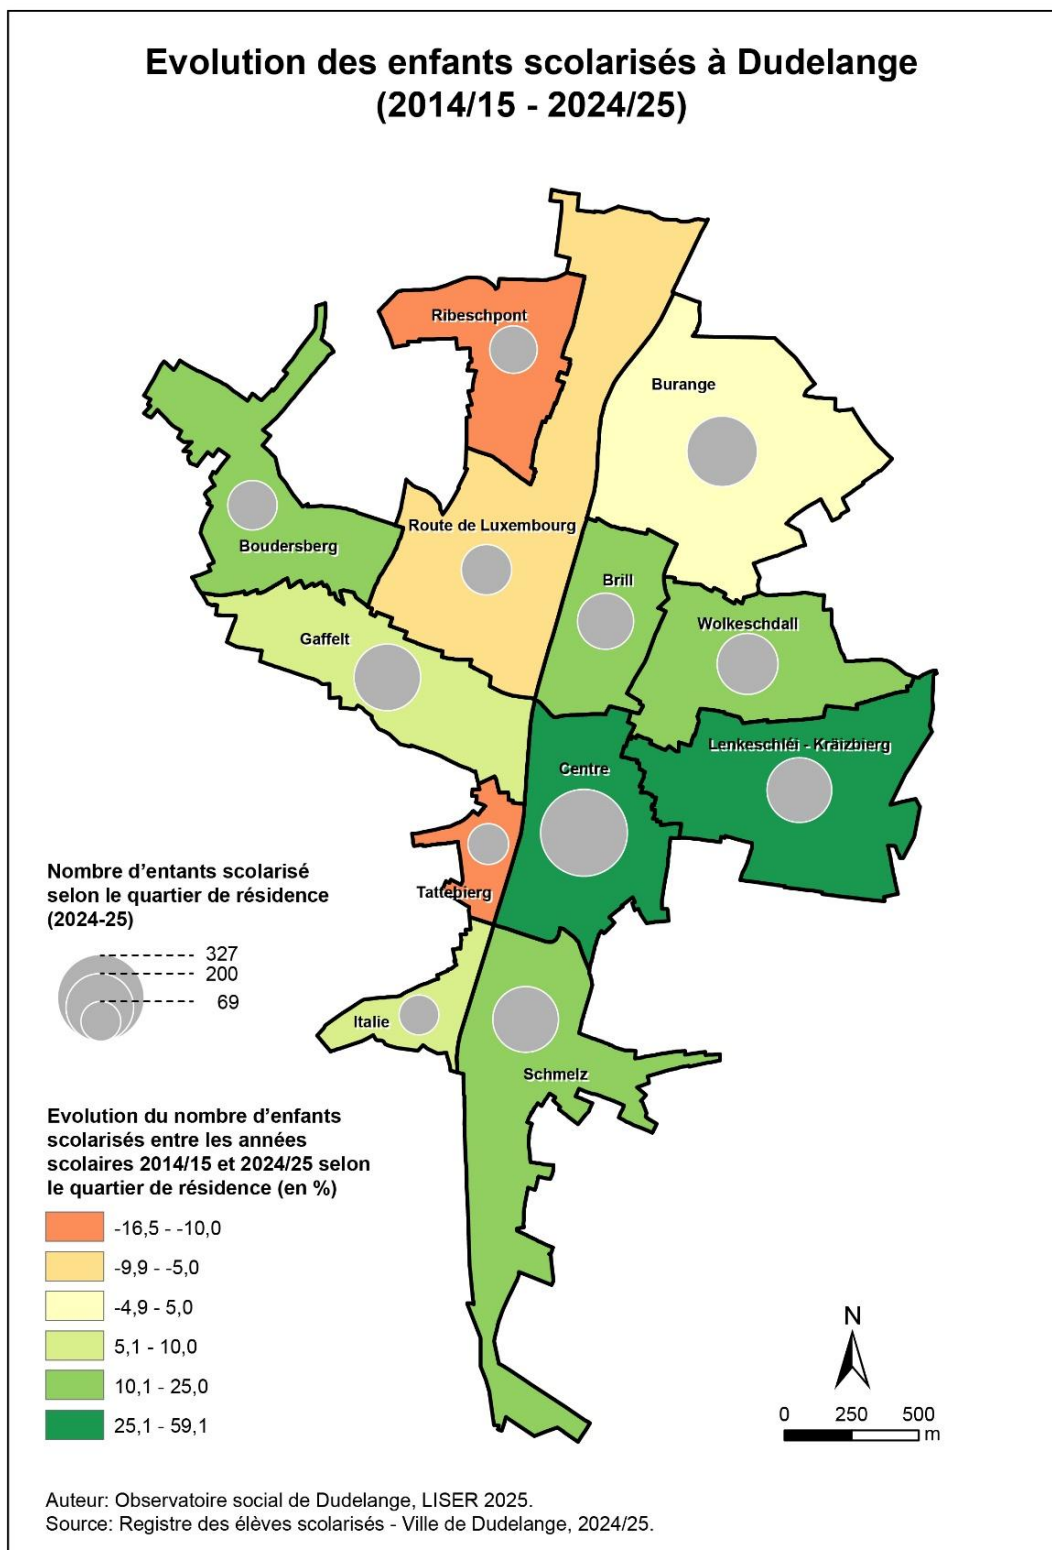 Evolution des enfants scolarisés à Dudelange
(2014/15 - 2024/25)
Ribeschpont
Burange
Route de Luxembourg
Boudersberg
Brill
Wolkeschdall
Gaffelt
Lenkeschléi - Kräizbierg
Centre
Tattebierg
Italie
Schmelz
Nombre d'entants scolarisé
selon le quartier de résidence
(2024-25)
327
200
69
Evolution du nombre d'enfants
scolarisés entre les années
scolaires 2014/15 et 2024/25 selon
le quartier de résidence (en %)
-16,5 - -10,0
-9,9 - -5,0
-4,9 - 5,0
5,1 - 10,0
10,1 - 25,0
25,1 - 59,1
N
0 250 500
m
Auteur: Observatoire social de Dudelange, LISER 2025.
Source: Registre des élèves scolarisés - Ville de Dudelange, 2024/25.